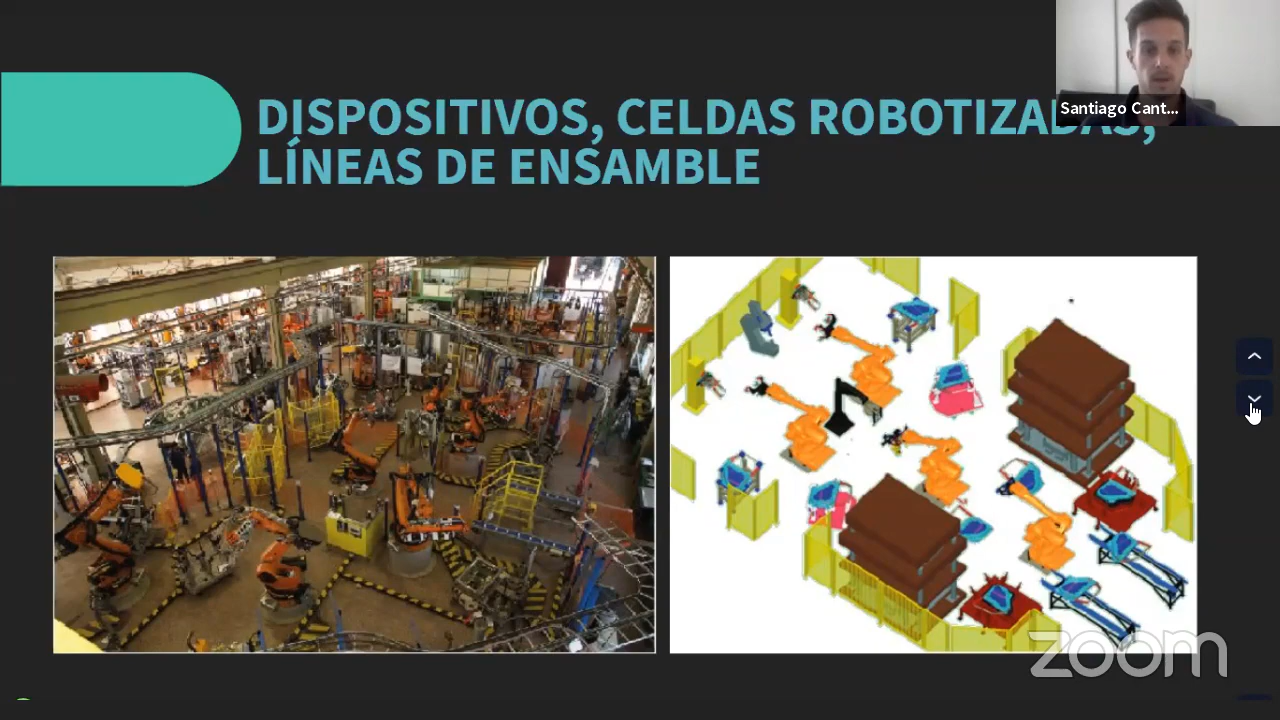 DISPOSITIVOS, CELDAS ROBOTIZADAS,
LÍNEAS DE ENSAMBLE
Santiago Cant...
zoom